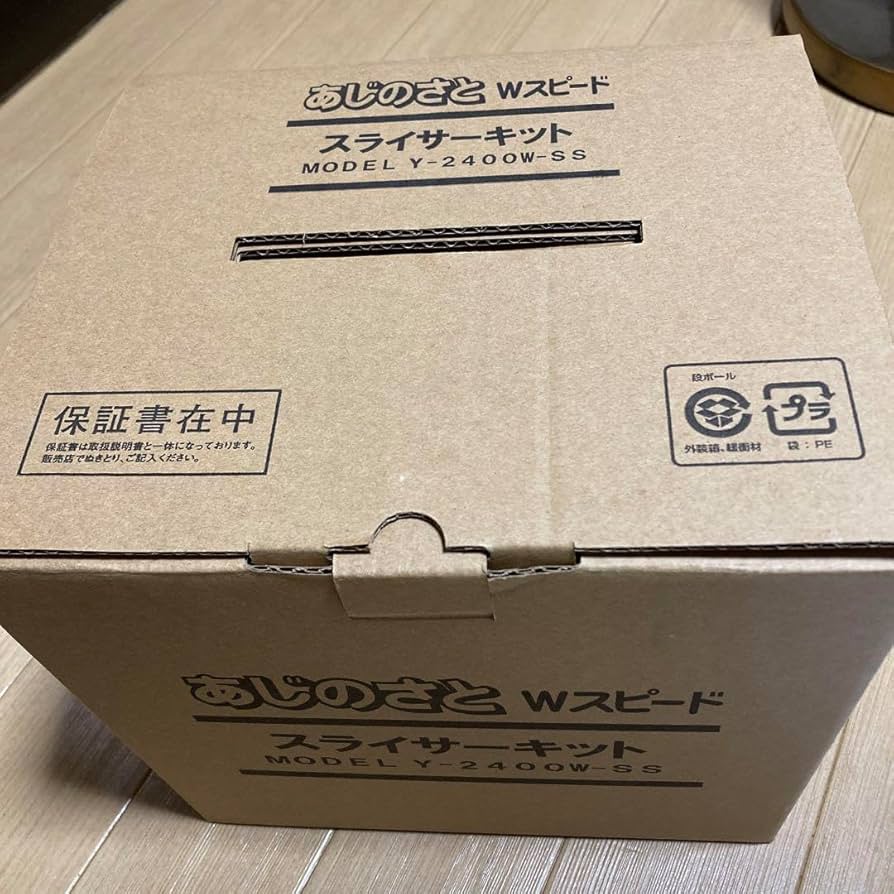 あじのさと Wスピード
スライサーキット
MODEL Y-2400W-SS
保証書在中
保証書は取扱説明書と一体になっております。
販売店でぬきとり、ご記入ください。
段ボール
プラ
外装箱、緩衝材
袋:PE
あじのさと Wスピード
スライサーキット
MODEL Y-2400W-SS